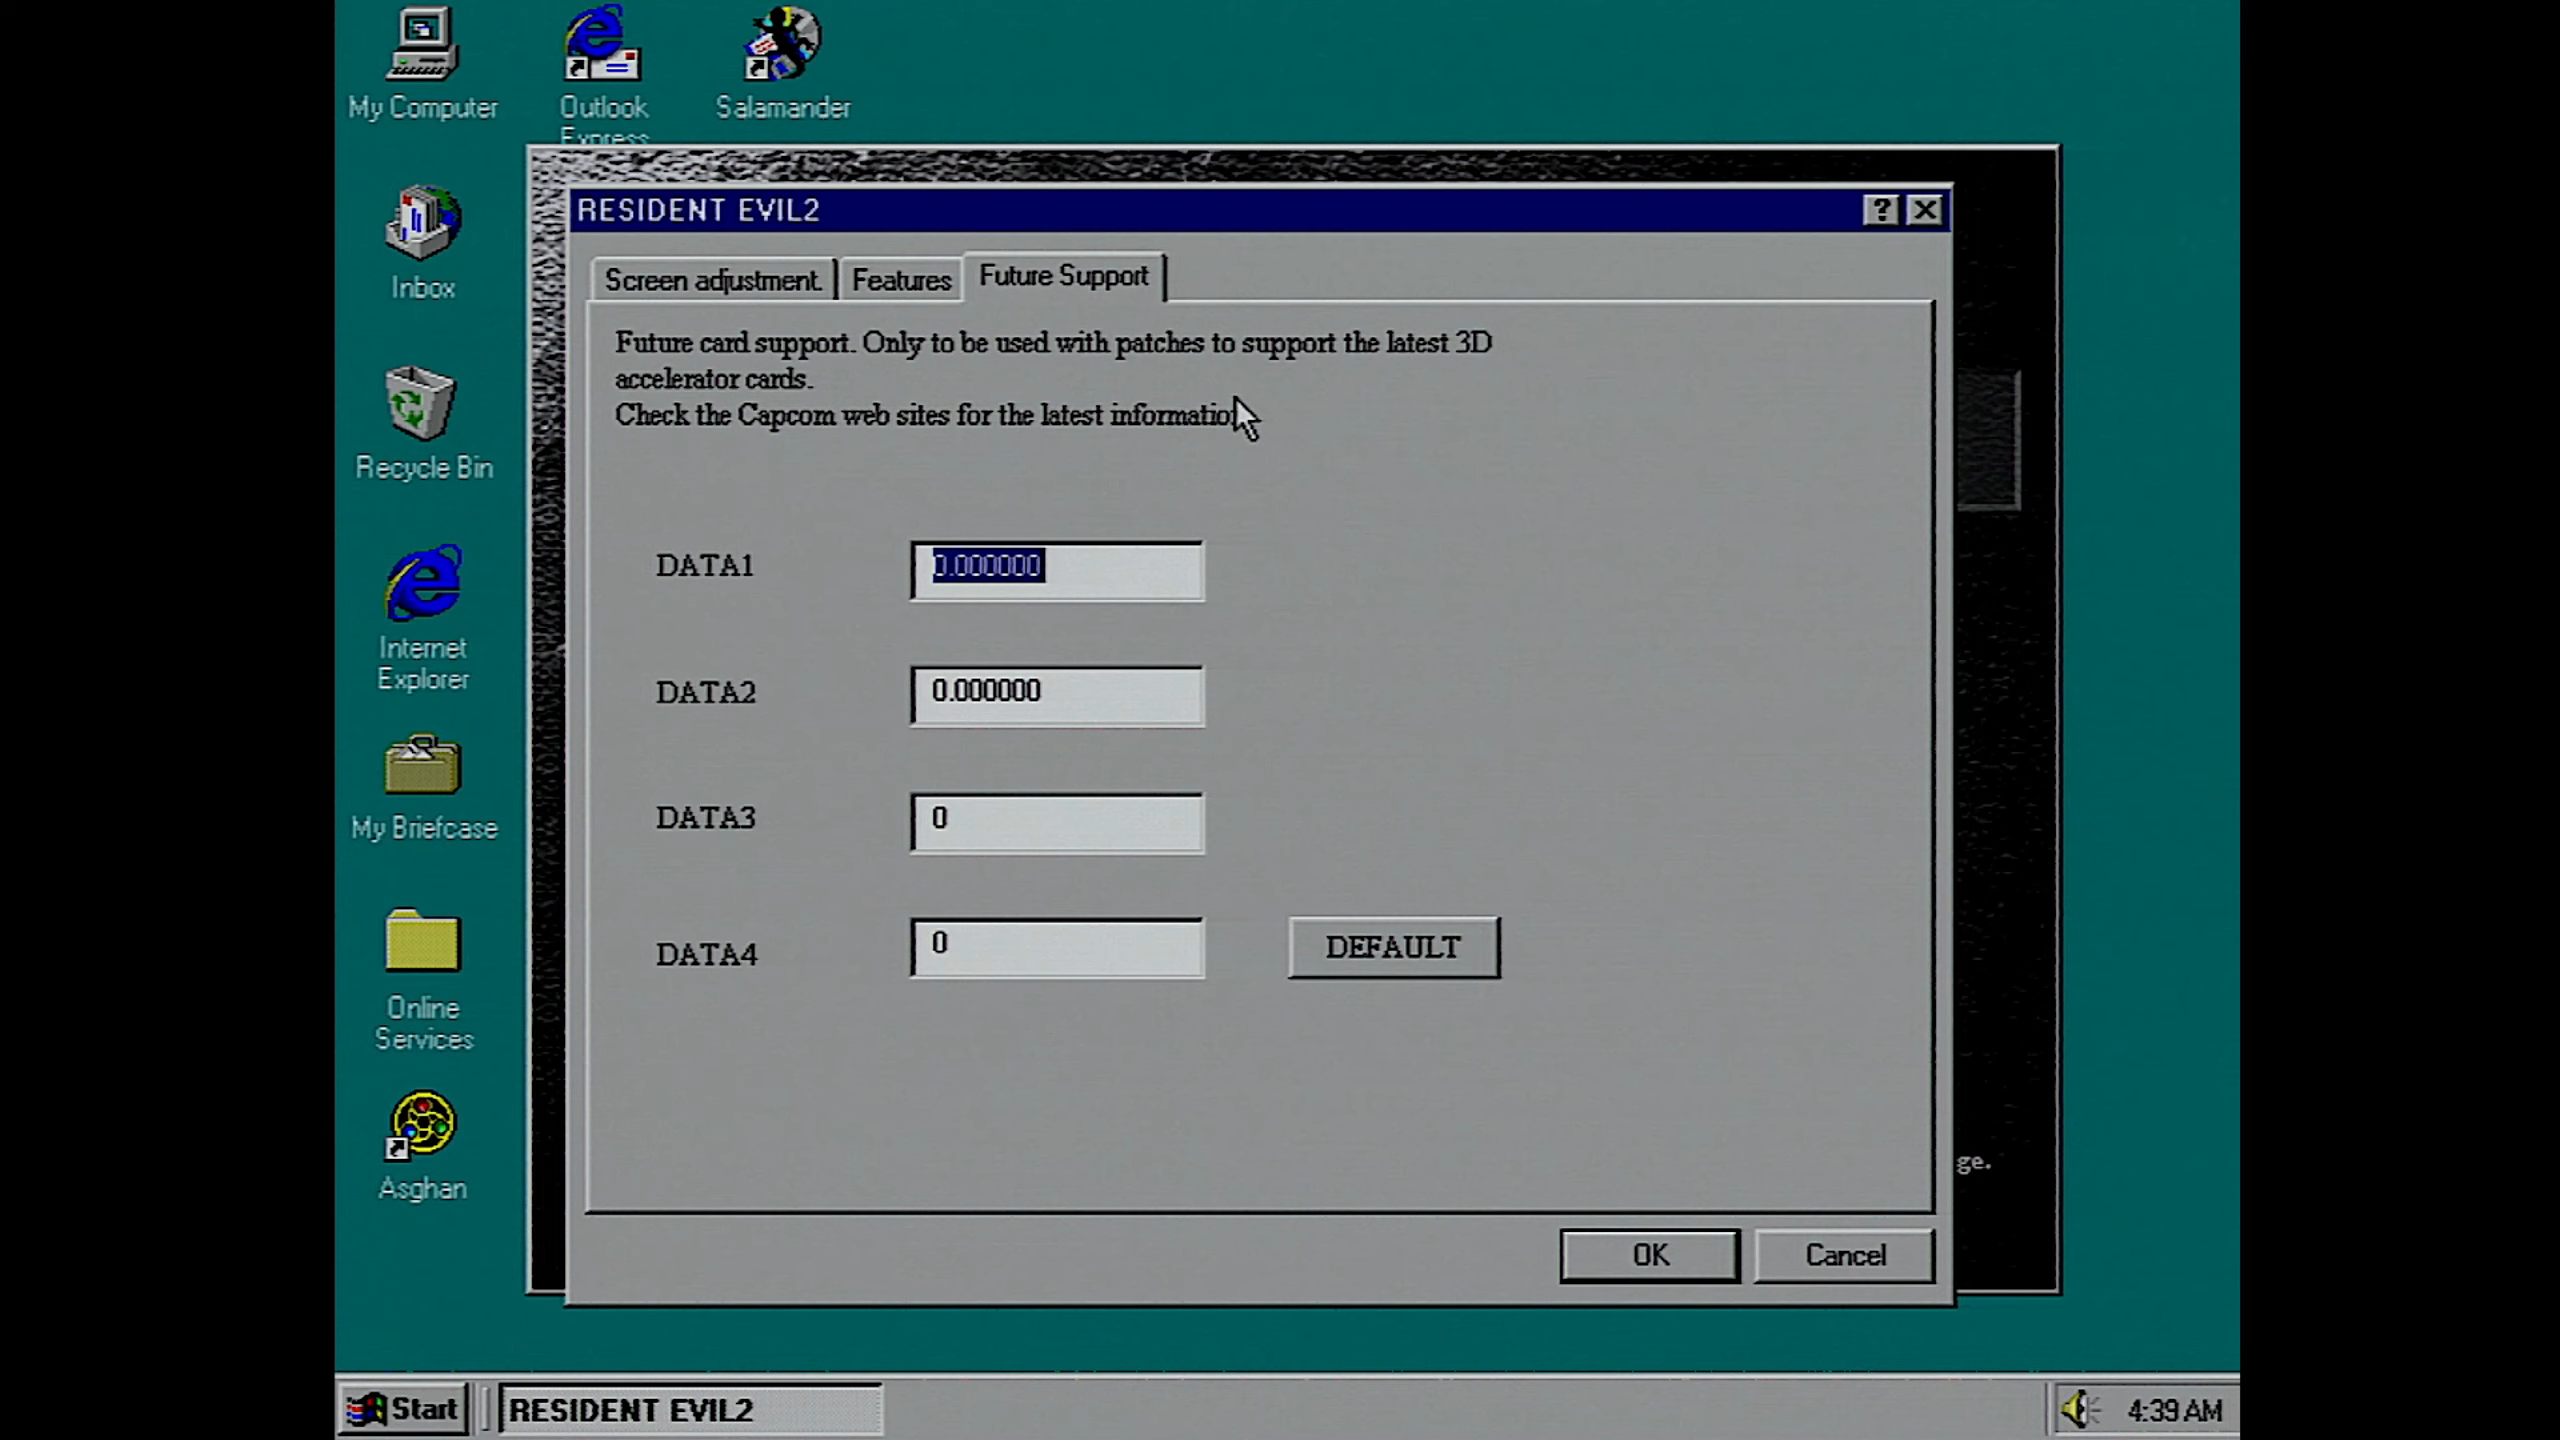 My Computer
Outlook
Express
Salamander
Inbox
Recycle Bin
Internet
Explorer
My Briefcase
Online
Services
Asghan
RESIDENT EVIL2
Screen adjustment.
Features
Future Support
Future card support. Only to be used with patches to support the latest 3D
accelerator cards.
Check the Capcom web sites for the latest information
DATA1
0.000000
DATA2
0.000000
DATA3
0
DATA4
0
DEFAULT
ge.
OK
Cancel
Start
RESIDENT EVIL2
4:39 AM